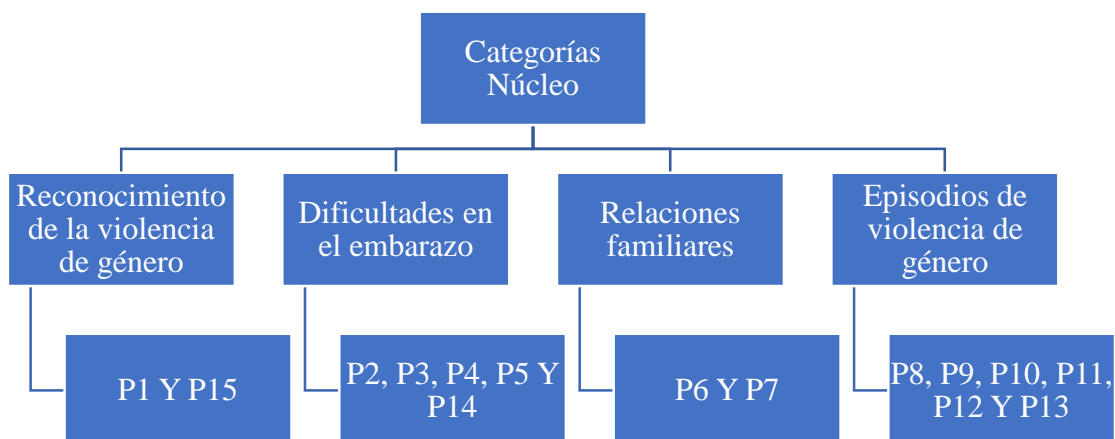 Categorías
Núcleo
Reconocimiento
de la violencia
de género
Dificultades en
el embarazo
Relaciones
familiares
Episodios de
violencia de
género
P1 Y P15
P2, P3, P4, P5 Y
P14
P6 Y P7
P8, P9, P10, P11,
P12 Y P13